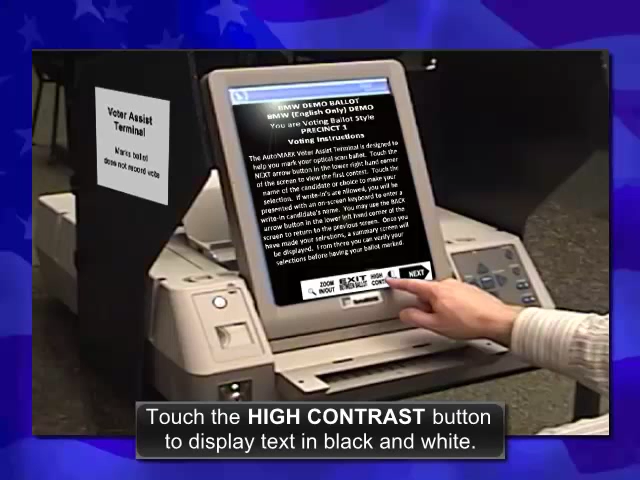 Voter Assist
Terminal
Marks ballot
does not record vote
BMW DEMO BALLOT
BMW (English Only) DEMO
You are Voting Ballot Style
PRECINCT 1
Voting Instructions
The AutoMARK Voter Assist Terminal is designed to
help you mark your optical scan ballot. Touch the
NEXT arrow button in the lower right hand corner
of the screen to view the first contest. Touch the
name of the candidate or choice to make your
selection. If write-ins are allowed, you will be
presented with an on-screen keyboard to enter a
write-in candidate's name. You may use the BACK
arrow button in the lower left hand corner of the
screen to return to the previous screen. Once you
have made your selections, a summary screen will
be displayed. From there you can verify your
selections before having your ballot marked.
ZOOM
IN/OUT
EXIT
HIGH
NEXT
Touch the HIGH CONTRAST button
to display text in black and white.